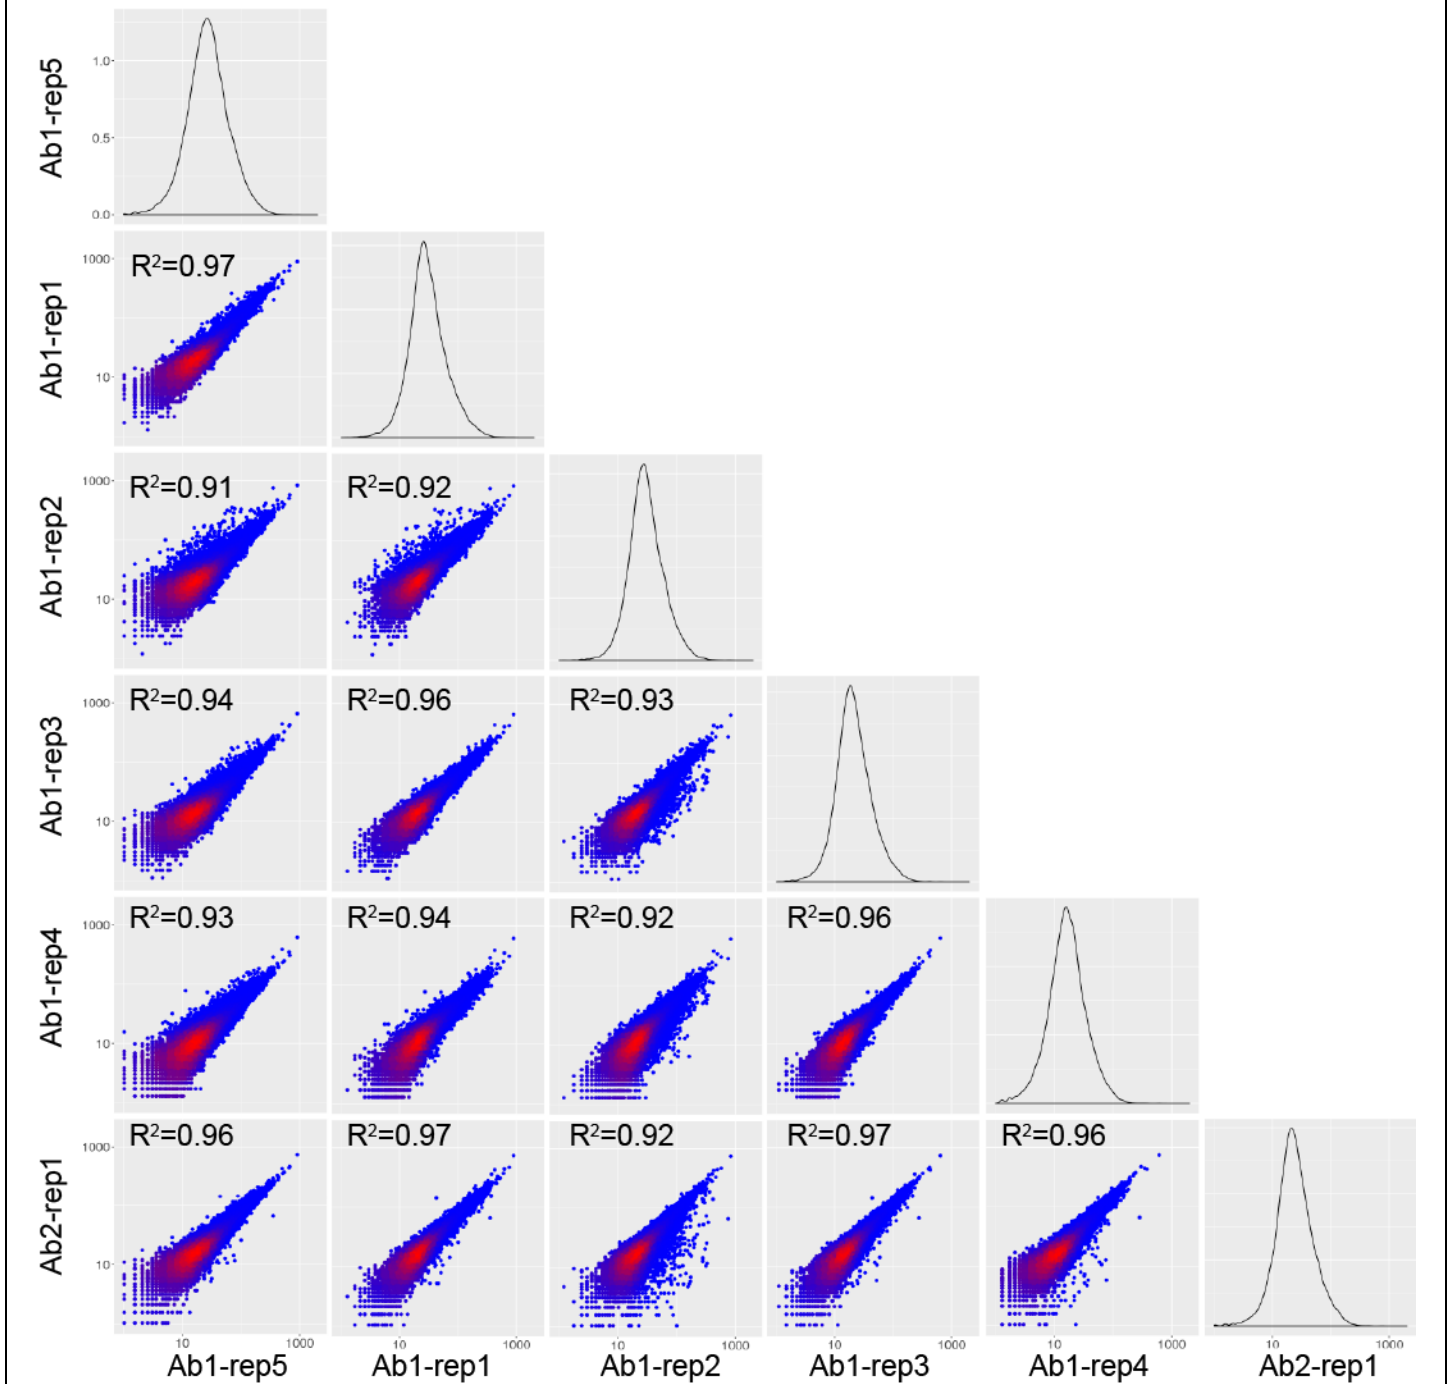 Ab1-rep5
1.0
0.5
0.0
Ab1-rep1
1000
10
R²=0.97
Ab1-rep2
1000
10
R²=0.91
R²=0.92
Ab1-rep3
1000
10
R²=0.94
R²=0.96
R²=0.93
Ab1-rep4
1000
10
R²=0.93
R²=0.94
R²=0.92
R²=0.96
Ab2-rep1
1000
10
R²=0.96
R²=0.97
R²=0.92
R²=0.97
R²=0.96
10 1000 10 1000 10 1000 10 1000 10 1000 10 1000
Ab1-rep5 Ab1-rep1 Ab1-rep2 Ab1-rep3 Ab1-rep4 Ab2-rep1